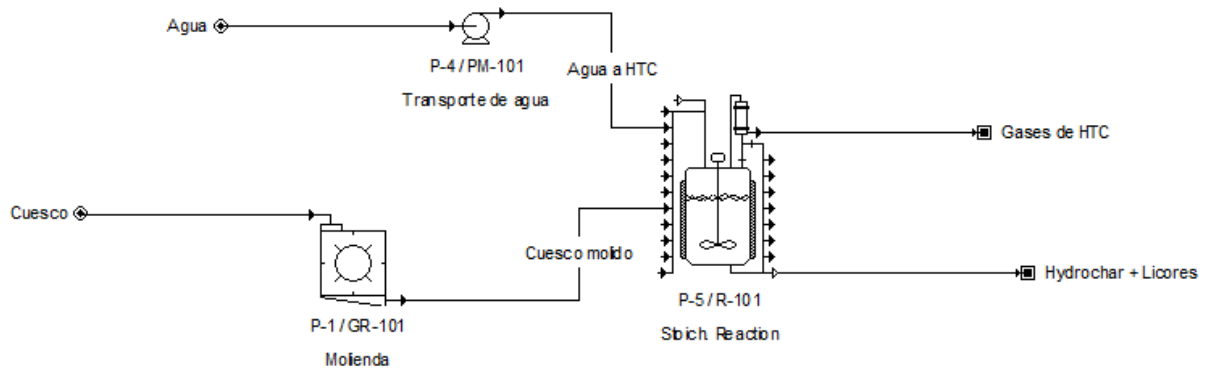 Agua
P-4 / PM-101
Transporte de agua
Agua a HTC
Gases de HTC
Cuesco
Cuesco molido
Hydrochar + Licores
P-5 / R-101
Stoich. Reaction
P-1 / GR-101
Molienda